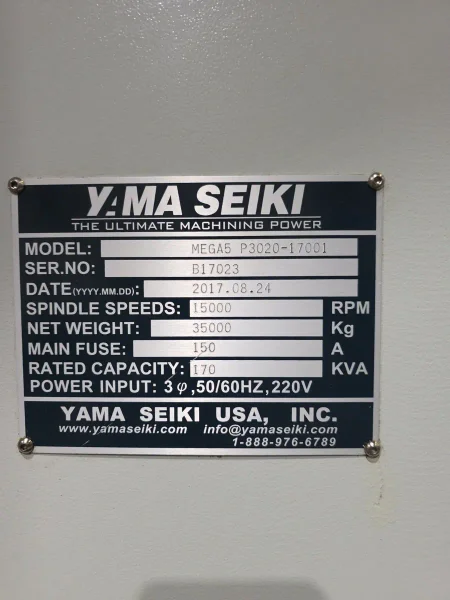 YAMA SEIKI
THE ULTIMATE MACHINING POWER
MODEL: MEGA5 P3020-17001
SER.NO: B17023
DATE(YYYY.MM.DD): 2017.08.24
SPINDLE SPEEDS: 15000 RPM
NET WEIGHT: 35000 Kg
MAIN FUSE: 150 A
RATED CAPACITY: 170 KVA
POWER INPUT: 3φ,50/60HZ,220V
YAMA SEIKI USA, INC.
www.yamaseiki.com info@yamaseiki.com
1-888-976-6789